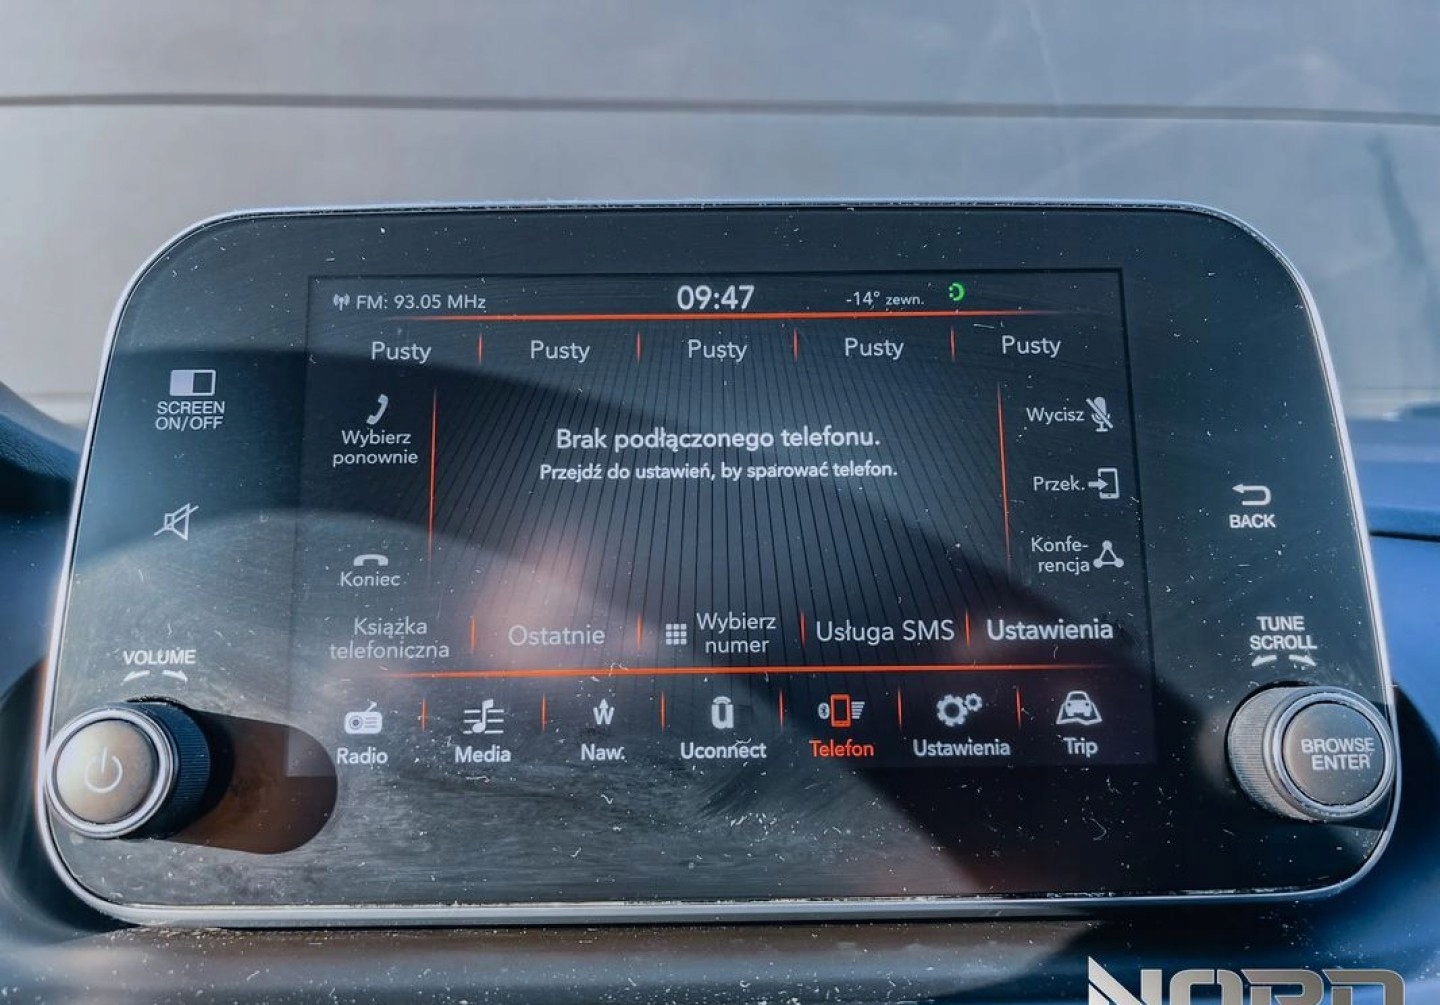 FM: 93.05 MHz 09:47 -14° zewn.
Pusty Pusty Pusty Pusty Pusty
SCREEN
ON/OFF
Wybierz
ponownie
Brak podłączonego telefonu.
Przejdź do ustawień, by sparować telefon.
Wycisz
Przek.
Konfe-
rencja
BACK
Koniec
Książka
telefoniczna
Ostatnie
Wybierz
numer
Usługa SMS
Ustawienia
VOLUME
TUNE
SCROLL
Radio Media Naw. Uconnect Telefon Ustawienia Trip
BROWSE
ENTER
NORD